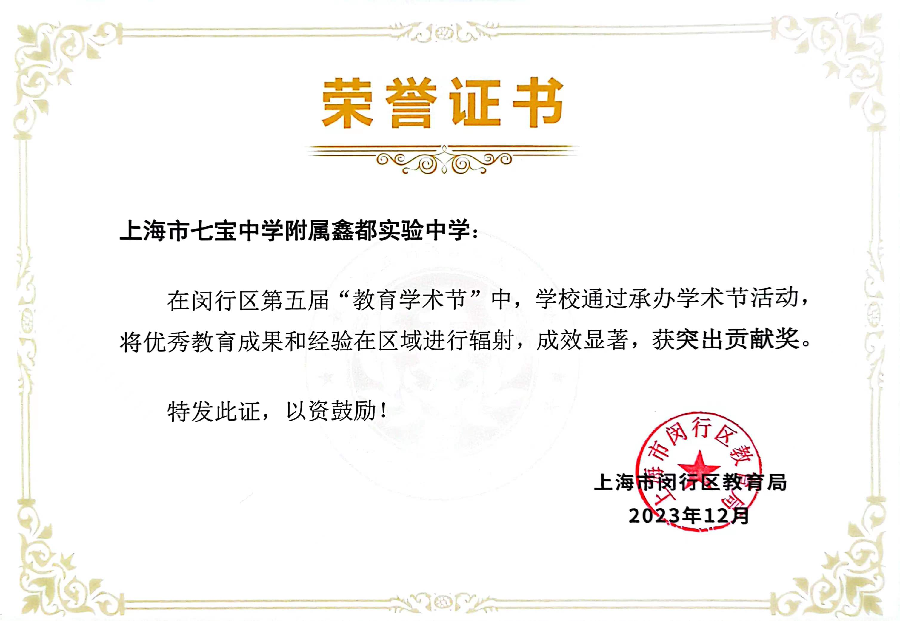 荣誉证书
上海市七宝中学附属鑫都实验中学：
在闵行区第五届“教育学术节”中，学校通过承办学术节活动，
将优秀教育成果和经验在区域进行辐射，成效显著，获突出贡献奖。
特发此证，以资鼓励！
上海市闵行区教育局
上海市闵行区教育局
2023年12月